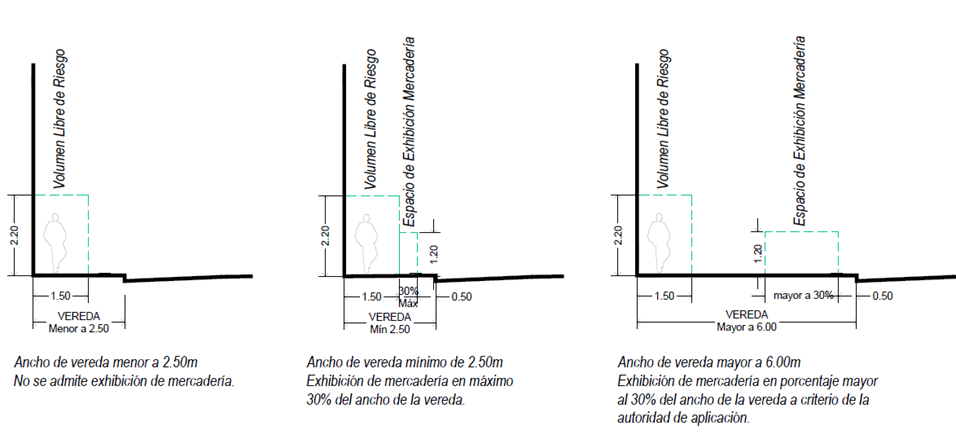 Volumen Libre de Riesgo
2.20
1.50
VEREDA
Menor a 2.50
Ancho de vereda menor a 2.50m
No se admite exhibición de mercadería.
Volumen Libre de Riesgo
Espacio de Exhibición Mercadería
2.20
1.20
1.50
30%
Máx
0.50
VEREDA
Mín 2.50
Ancho de vereda mínimo de 2.50m
Exhibición de mercadería en máximo
30% del ancho de la vereda.
Volumen Libre de Riesgo
Espacio de Exhibición Mercadería
2.20
1.20
1.50
mayor a 30%
0.50
VEREDA
Mayor a 6.00
Ancho de vereda mayor a 6.00m
Exhibición de mercadería en porcentaje mayor
al 30% del ancho de la vereda a criterio de la
autoridad de aplicación.